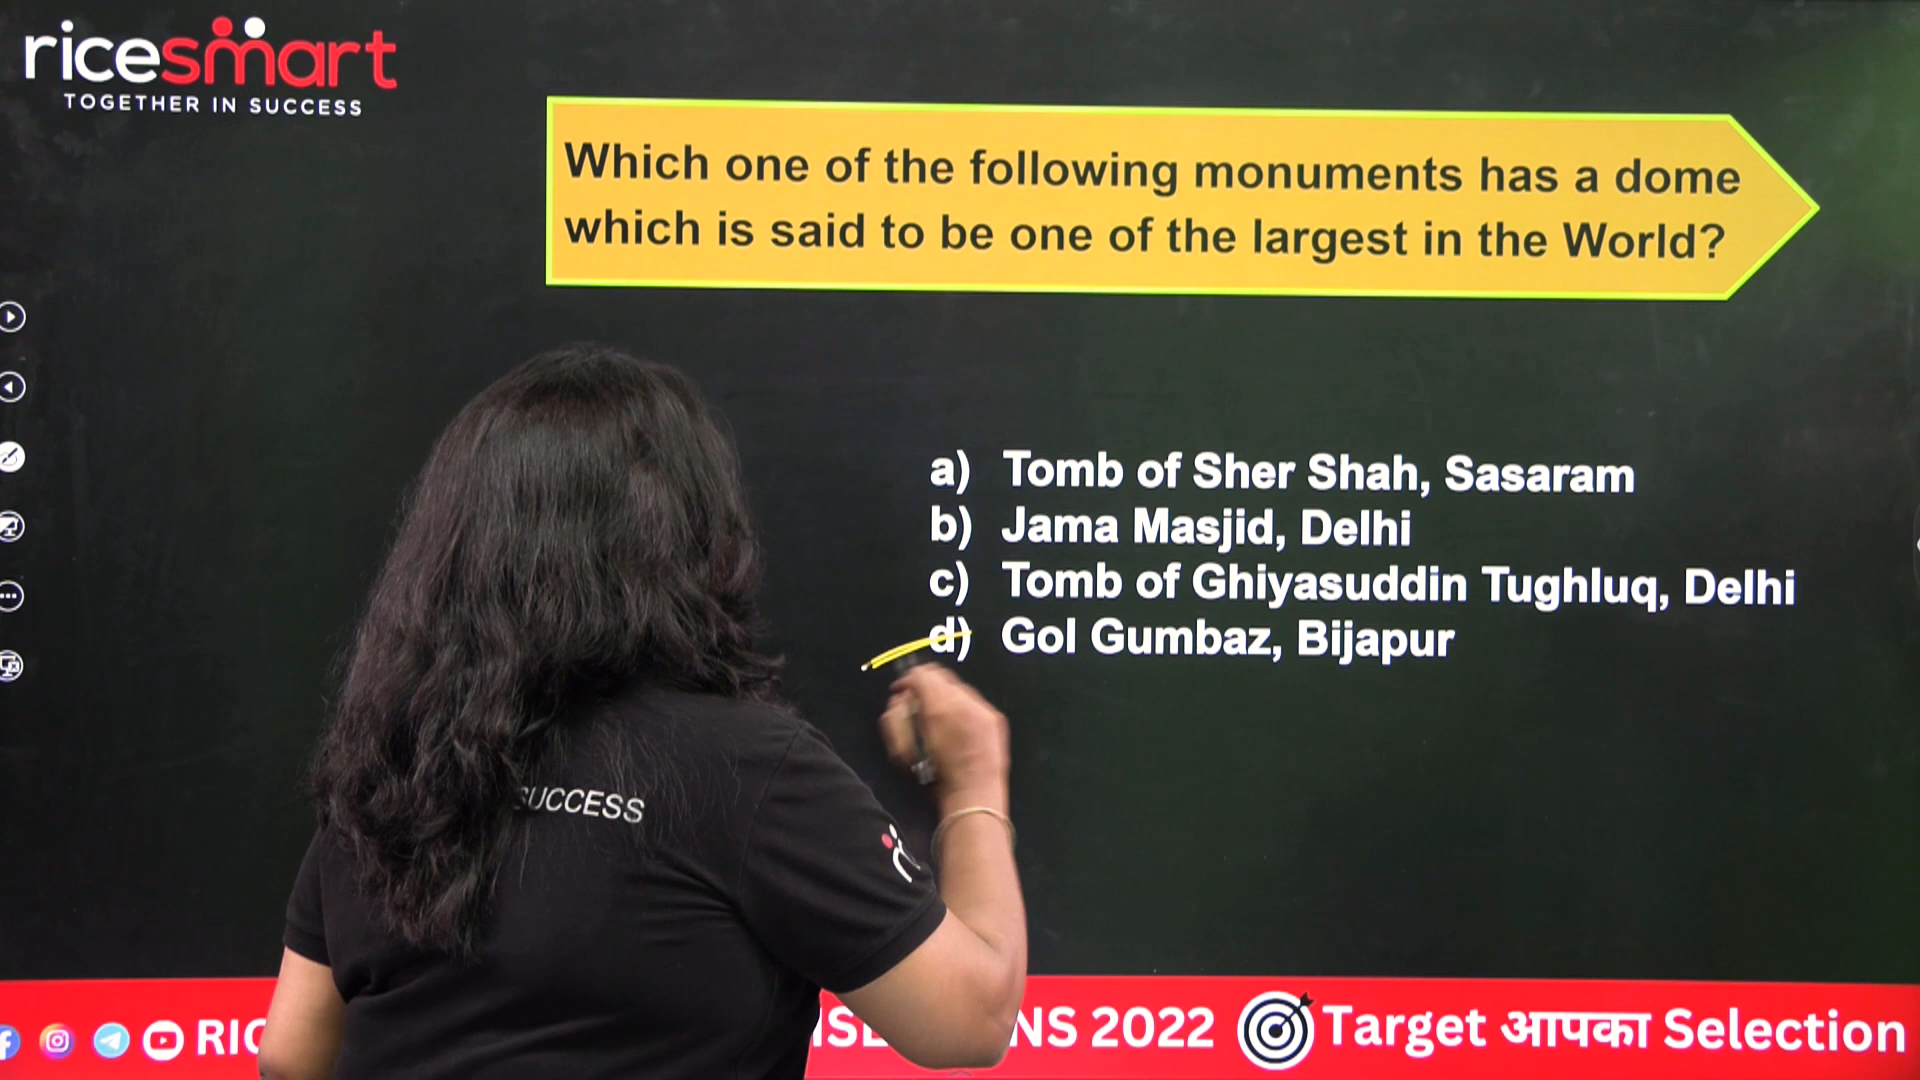 ricesmart
TOGETHER IN SUCCESS
Which one of the following monuments has a dome
which is said to be one of the largest in the World?
a) Tomb of Sher Shah, Sasaram
b) Jama Masjid, Delhi
c) Tomb of Ghiyasuddin Tughluq, Delhi
d) Gol Gumbaz, Bijapur
SUCCESS
2022 Target आपका Selection